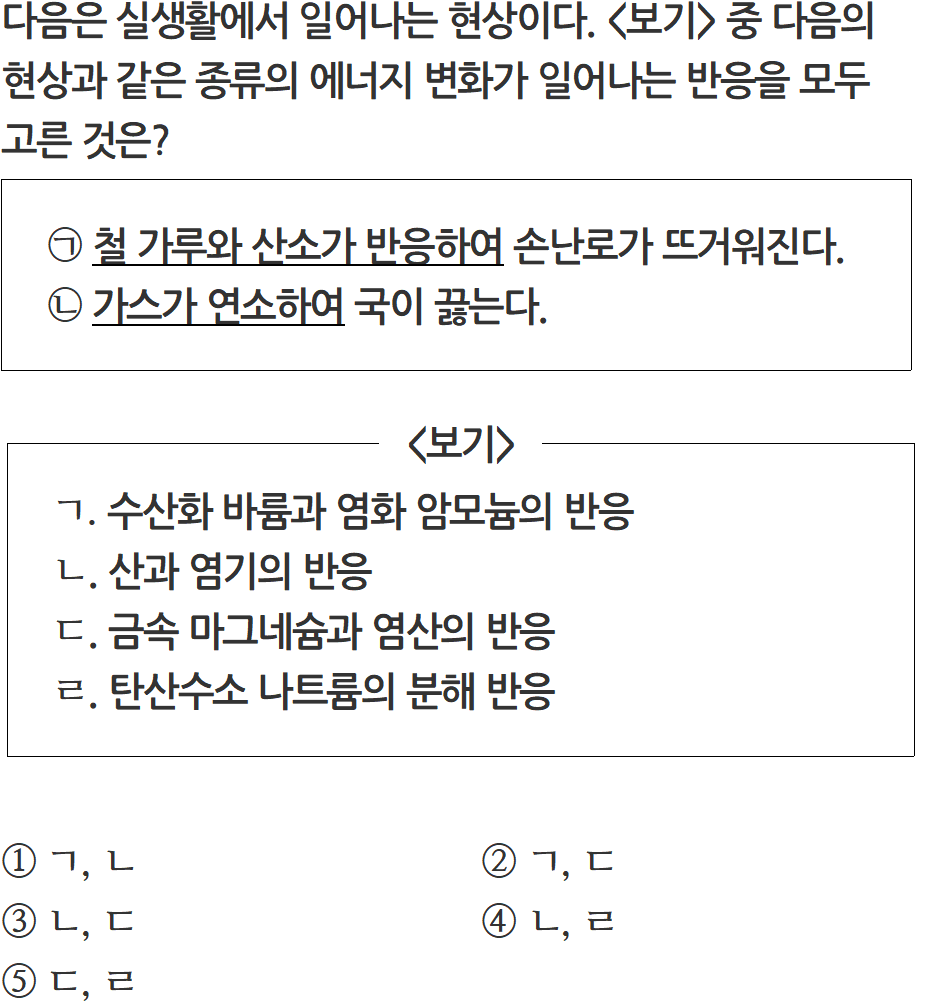 다음은 실생활에서 일어나는 현상이다. <보기> 중 다음의
현상과 같은 종류의 에너지 변화가 일어나는 반응을 모두
고른 것은?
㉠ 철 가루와 산소가 반응하여 손난로가 뜨거워진다.
㉡ 가스가 연소하여 국이 끓는다.
<보기>
ㄱ. 수산화 바륨과 염화 암모늄의 반응
ㄴ. 산과 염기의 반응
ㄷ. 금속 마그네슘과 염산의 반응
ㄹ. 탄산수소 나트륨의 분해 반응
① ㄱ, ㄴ ② ㄱ, ㄷ
③ ㄴ, ㄷ ④ ㄴ, ㄹ
⑤ ㄷ, ㄹ